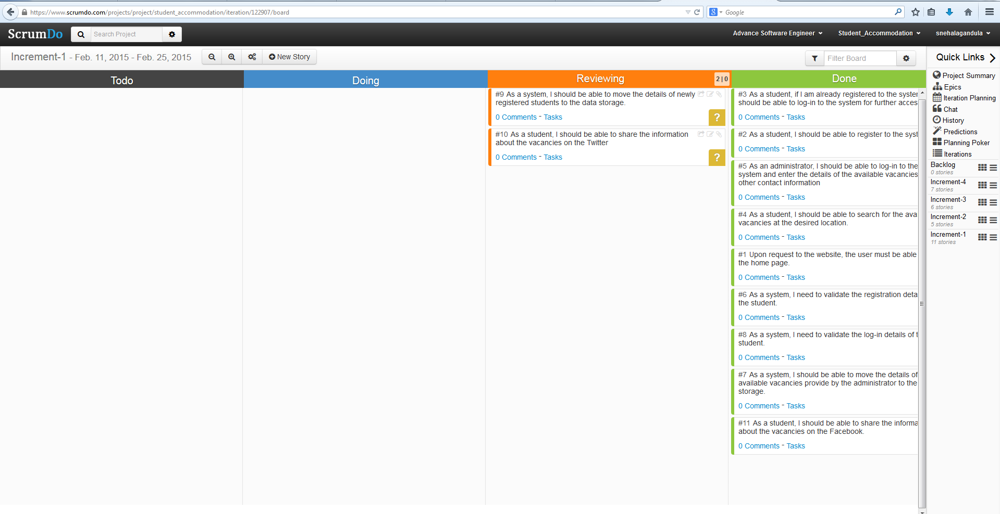 https://www.scrumdo.com/projects/project/student_accommodation/iteration/122907/board
Google
ScrumDo
Search Project
Advance Software Engineer
Student_Accommodation
snehalagandula
Increment-1 - Feb. 11, 2015 - Feb. 25, 2015
New Story
Filter Board
Todo
Doing
Reviewing
2 | 0
Done
#9 As a system, I should be able to move the details of newly
registered students to the data storage.
0 Comments - Tasks
?
#10 As a student, I should be able to share the information
about the vacancies on the Twitter
0 Comments - Tasks
?
#3 As a student, if I am already registered to the syster
should be able to log-in to the system for further acces
0 Comments - Tasks
#2 As a student, I should be able to register to the syst
0 Comments - Tasks
#5 As an administrator, I should be able to log-in to the
system and enter the details of the available vacancies
other contact information
0 Comments - Tasks
#4 As a student, I should be able to search for the ava
vacancies at the desired location.
0 Comments - Tasks
#1 Upon request to the website, the user must be able
the home page.
0 Comments - Tasks
#6 As a system, I need to validate the registration deta
the student.
0 Comments - Tasks
#8 As a system, I need to validate the log-in details of t
student.
0 Comments - Tasks
#7 As a system, I should be able to move the details of
available vacancies provide by the administrator to the
storage.
0 Comments - Tasks
#11 As a student, I should be able to share the informa
about the vacancies on the Facebook.
0 Comments - Tasks
Quick Links
Project Summary
Epics
Iteration Planning
Chat
History
Predictions
Planning Poker
Iterations
Backlog
0 stories
Increment-4
7 stories
Increment-3
6 stories
Increment-2
5 stories
Increment-1
11 stories